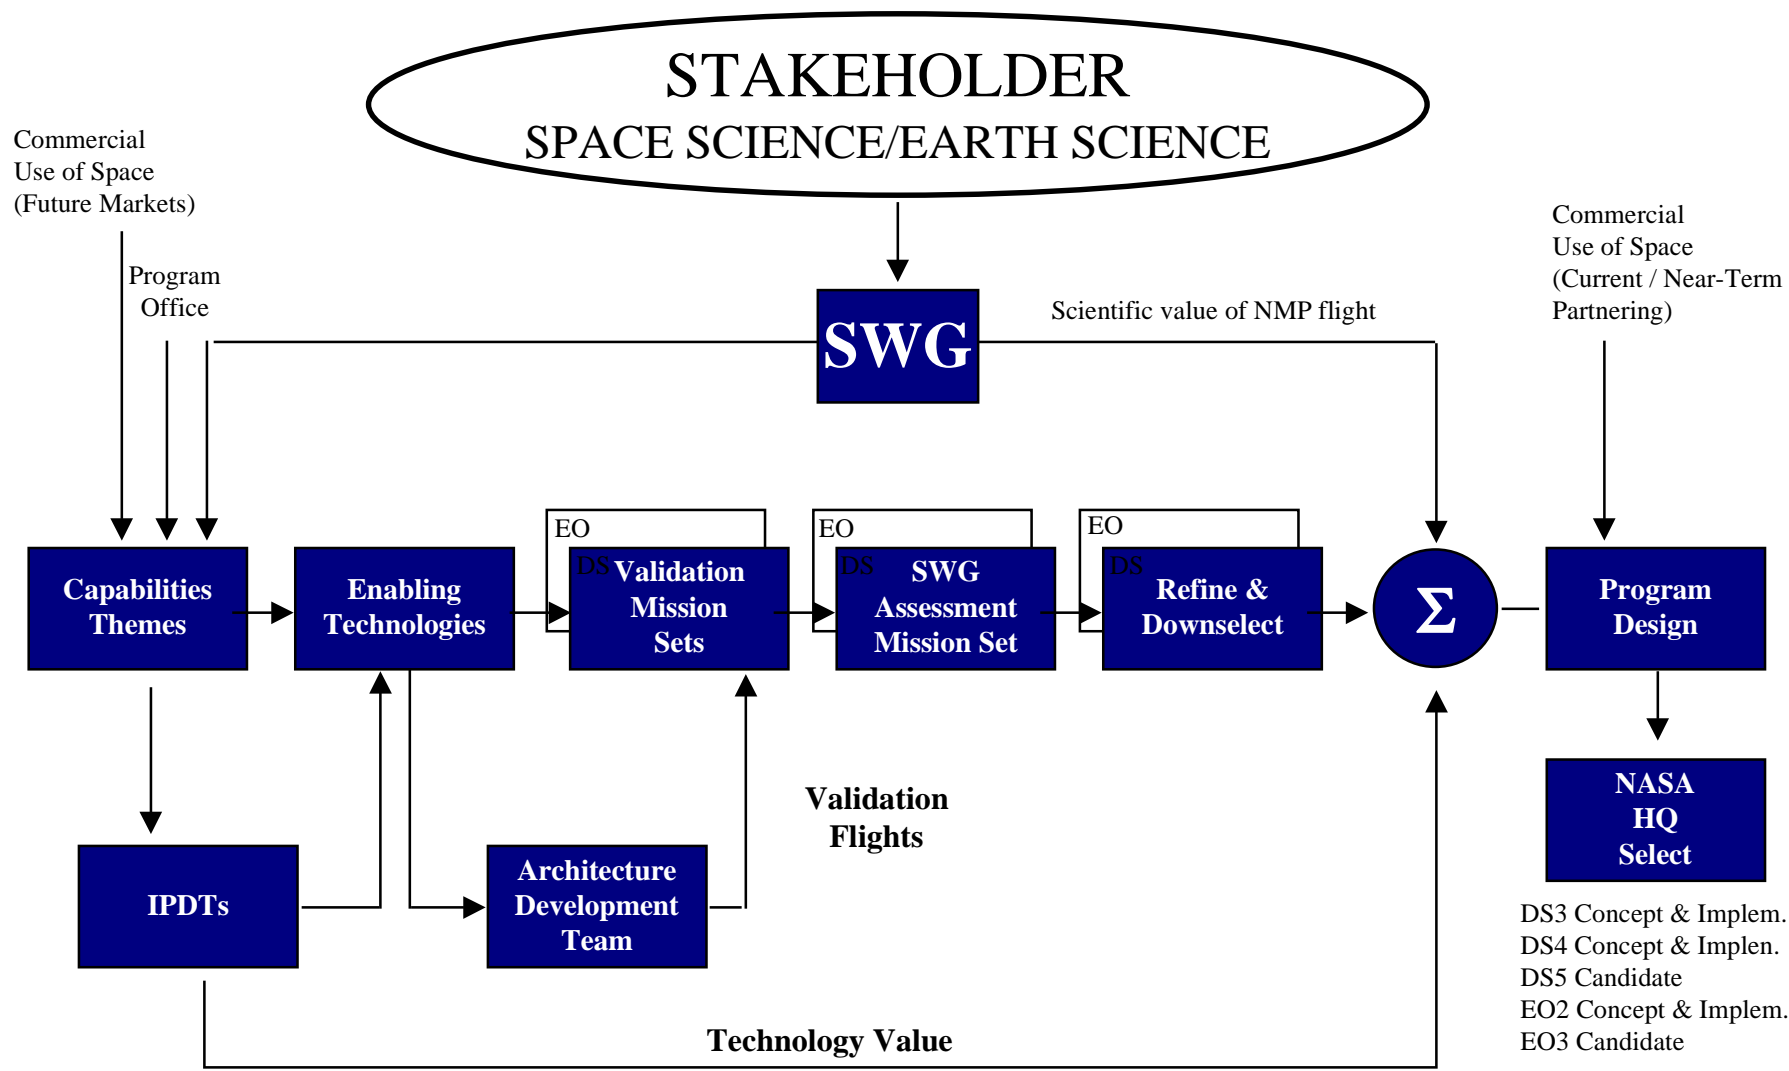 STAKEHOLDER
SPACE SCIENCE/EARTH SCIENCE
Commercial
Use of Space
(Future Markets)
Program
Office
SWG
Scientific value of NMP flight
Commercial
Use of Space
(Current / Near-Term
Partnering)
Capabilities
Themes
Enabling
Technologies
EO
DS
Validation
Mission
Sets
EO
DS
SWG
Assessment
Mission Set
EO
DS
Refine &
Downselect
Σ
Program
Design
Validation
Flights
NASA
HQ
Select
IPDTs
Architecture
Development
Team
DS3 Concept & Implem.
DS4 Concept & Implen.
DS5 Candidate
EO2 Concept & Implem.
EO3 Candidate
Technology Value